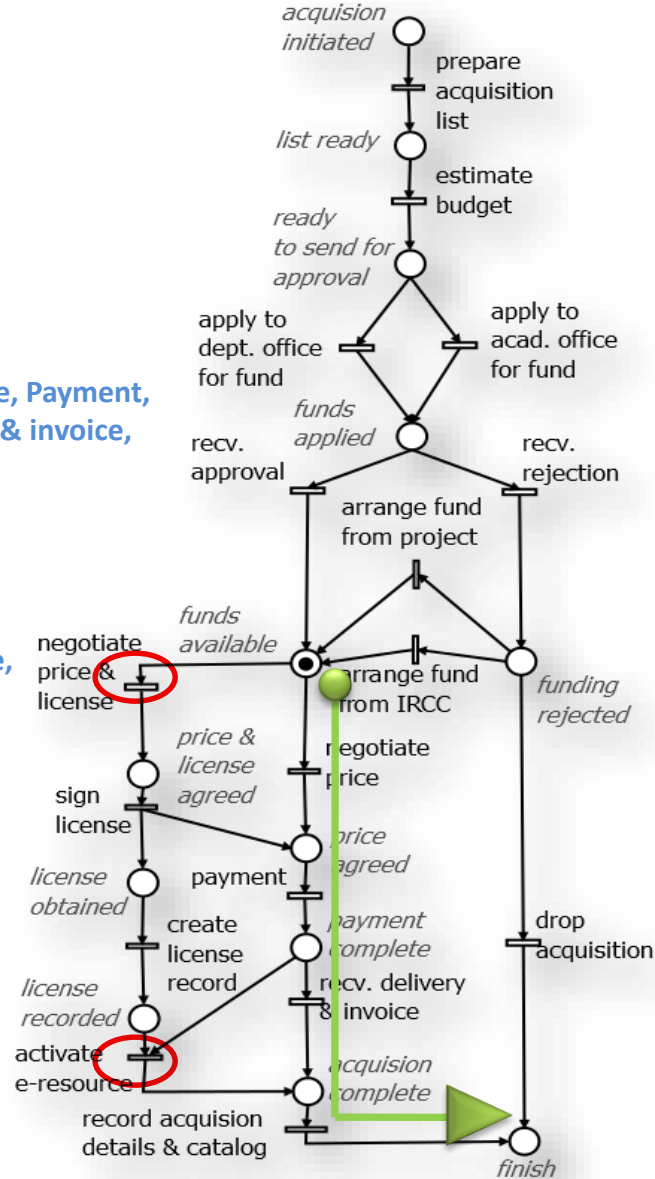 acquision
initiated
prepare
acquisition
list
list ready
estimate
budget
ready
to send for
approval
apply to
dept. office
for fund
apply to
acad. office
for fund
e, Payment,
& invoice,
funds
applied
recv.
approval
recv.
rejection
arrange fund
from project
funds
available
negotiate
price &
license
e,
arrange fund
from IRCC
funding
rejected
price &
license
agreed
negotiate
price
sign
license
price
agreed
license
obtained
payment
create
license
record
payment
complete
drop
acquisition
recv. delivery
& invoice
license
recorded
activate
e-resource
acquision
complete
record acquision
details & catalog
finish